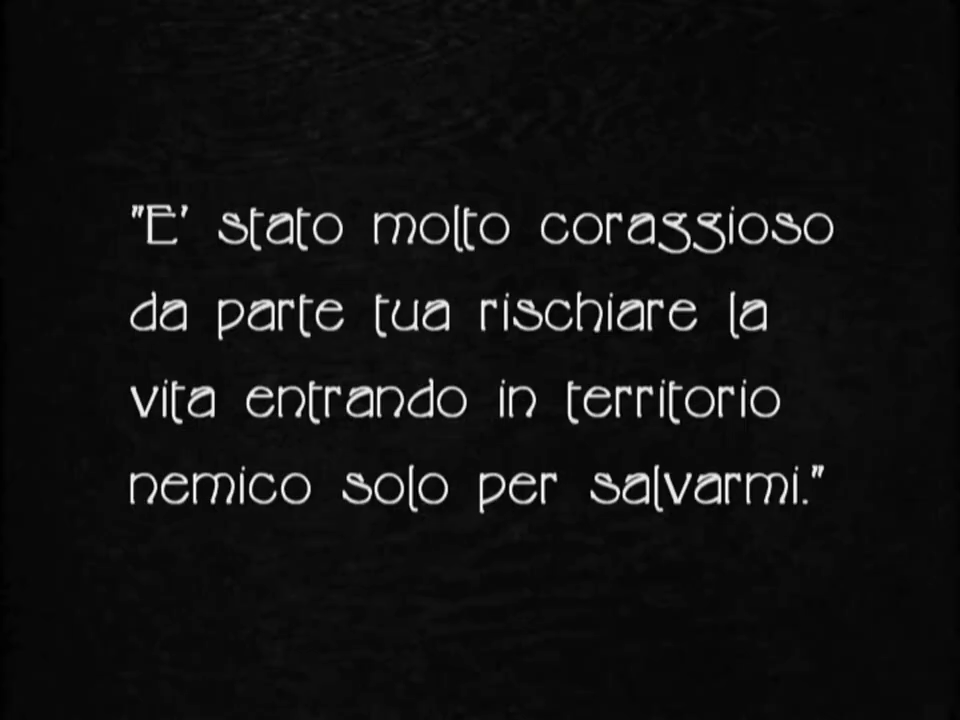 "E' stato molto coraggioso
da parte tua rischiare la
vita entrando in territorio
nemico solo per salvarmi."